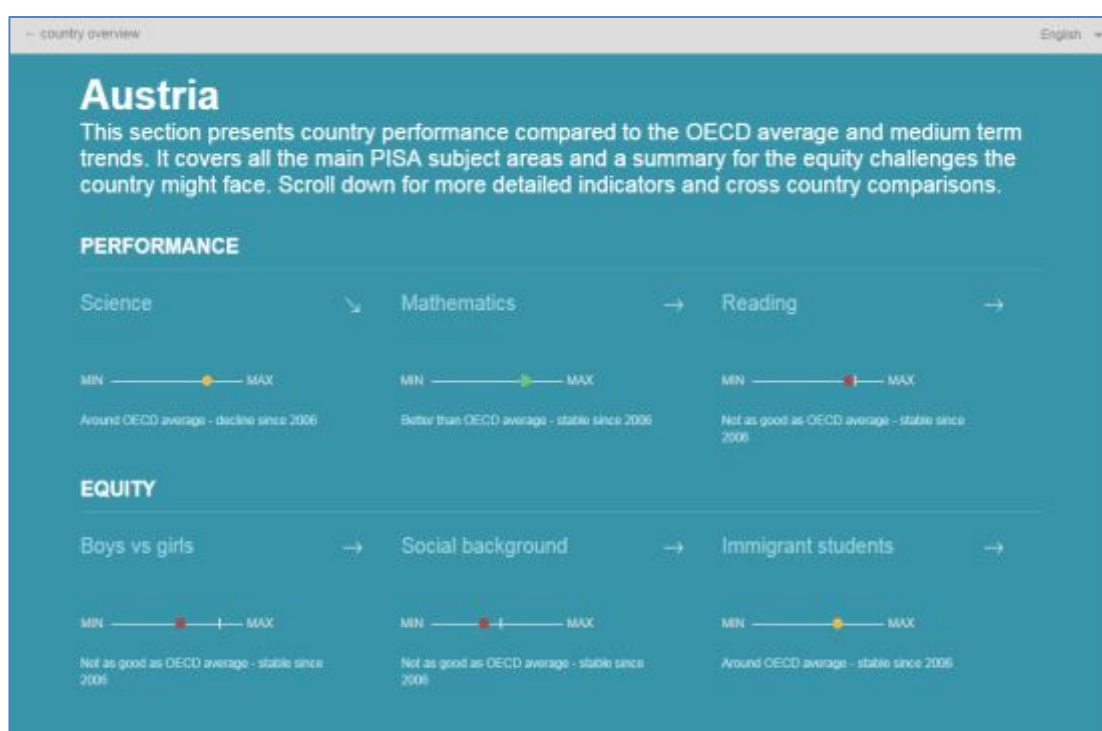 ← country overview
English
Austria
This section presents country performance compared to the OECD average and medium term
trends. It covers all the main PISA subject areas and a summary for the equity challenges the
country might face. Scroll down for more detailed indicators and cross country comparisons.
PERFORMANCE
Science ↘
Mathematics →
Reading →
MIN MAX
MIN MAX
MIN MAX
Around OECD average - decline since 2006
Better than OECD average - stable since 2006
Not as good as OECD average - stable since
2006
EQUITY
Boys vs girls →
Social background →
Immigrant students →
MIN MAX
MIN MAX
MIN MAX
Not as good as OECD average - stable since
2006
Not as good as OECD average - stable since
2006
Around OECD average - stable since 2006